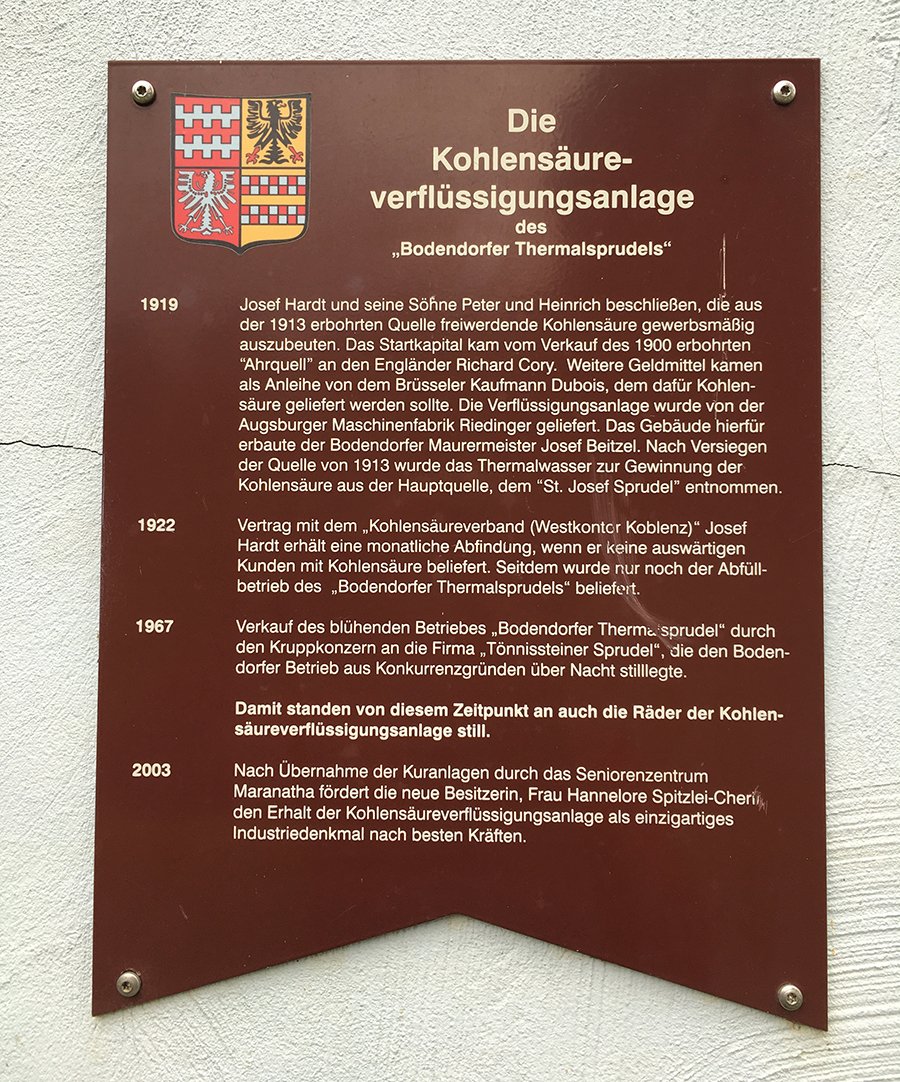 Die
Kohlensäure-
verflüssigungsanlage
des
„Bodendorfer Thermalsprudels“
1919 Josef Hardt und seine Söhne Peter und Heinrich beschließen, die aus
der 1913 erbohrten Quelle freiwerdende Kohlensäure gewerbsmäßig
auszubeuten. Das Startkapital kam vom Verkauf des 1900 erbohrten
“Ahrquell” an den Engländer Richard Cory. Weitere Geldmittel kamen
als Anleihe von dem Brüsseler Kaufmann Dubois, dem dafür Kohlen-
säure geliefert werden sollte. Die Verflüssigungsanlage wurde von der
Augsburger Maschinenfabrik Riedinger geliefert. Das Gebäude hierfür
erbaute der Bodendorfer Maurermeister Josef Beitzel. Nach Versiegen
der Quelle von 1913 wurde das Thermalwasser zur Gewinnung der
Kohlensäure aus der Hauptquelle, dem “St. Josef Sprudel” entnommen.
1922 Vertrag mit dem „Kohlensäureverband (Westkontor Koblenz)“ Josef
Hardt erhält eine monatliche Abfindung, wenn er keine auswärtigen
Kunden mit Kohlensäure beliefert. Seitdem wurde nur noch der Abfüll-
betrieb des „Bodendorfer Thermalsprudels“ beliefert.
1967 Verkauf des blühenden Betriebes „Bodendorfer Thermalsprudel“ durch
den Kruppkonzern an die Firma „Tönnissteiner Sprudel“, die den Boden-
dorfer Betrieb aus Konkurrenzgründen über Nacht stilllegte.
Damit standen von diesem Zeitpunkt an auch die Räder der Kohlen-
säureverflüssigungsanlage still.
2003 Nach Übernahme der Kuranlagen durch das Seniorenzentrum
Maranatha fördert die neue Besitzerin, Frau Hannelore
den Erhalt der Kohlensäureverflüssigungsanlage als einzigartiges
Industriedenkmal nach besten Kräften.